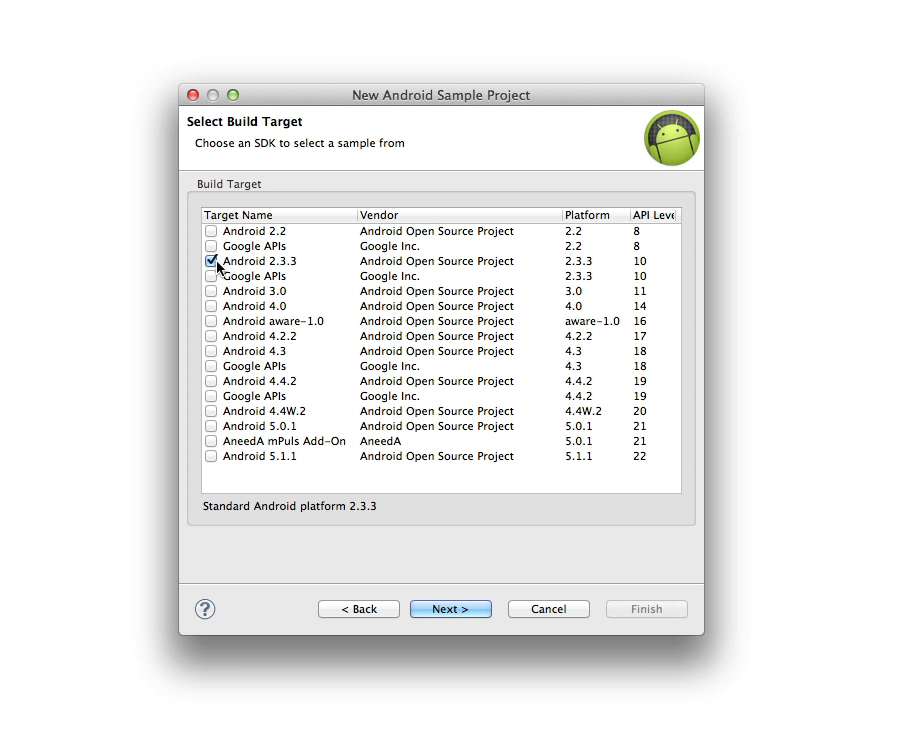 New Android Sample Project
Select Build Target
Choose an SDK to select a sample from
Build Target
Target Name Vendor Platform API Leve
Android 2.2 Android Open Source Project 2.2 8
Google APIs Google Inc. 2.2 8
Android 2.3.3 Android Open Source Project 2.3.3 10
Google APIs Google Inc. 2.3.3 10
Android 3.0 Android Open Source Project 3.0 11
Android 4.0 Android Open Source Project 4.0 14
Android aware-1.0 Android Open Source Project aware-1.0 16
Android 4.2.2 Android Open Source Project 4.2.2 17
Android 4.3 Android Open Source Project 4.3 18
Google APIs Google Inc. 4.3 18
Android 4.4.2 Android Open Source Project 4.4.2 19
Google APIs Google Inc. 4.4.2 19
Android 4.4W.2 Android Open Source Project 4.4W.2 20
Android 5.0.1 Android Open Source Project 5.0.1 21
AneedA mPuls Add-On AneedA 5.0.1 21
Android 5.1.1 Android Open Source Project 5.1.1 22
Standard Android platform 2.3.3
? < Back Next > Cancel Finish